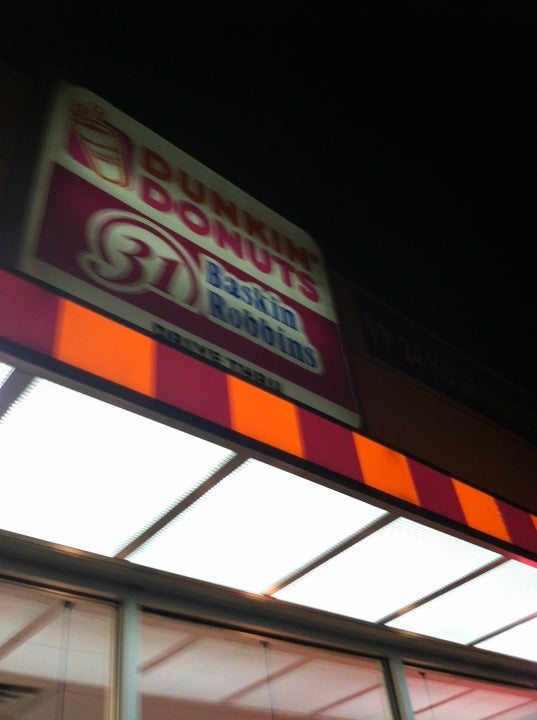 DUNKIN'
DONUTS
31
Baskin
Robbins
DRIVE THRU